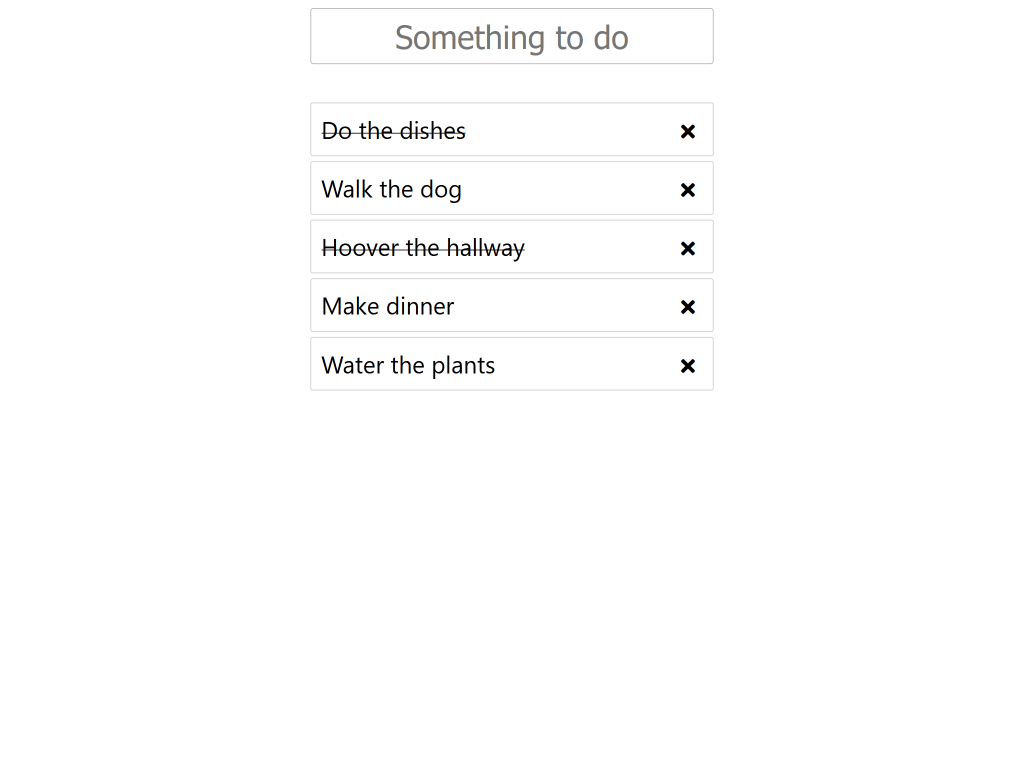 Something to do
Do the dishes
Walk the dog
Hoover the hallway
Make dinner
Water the plants